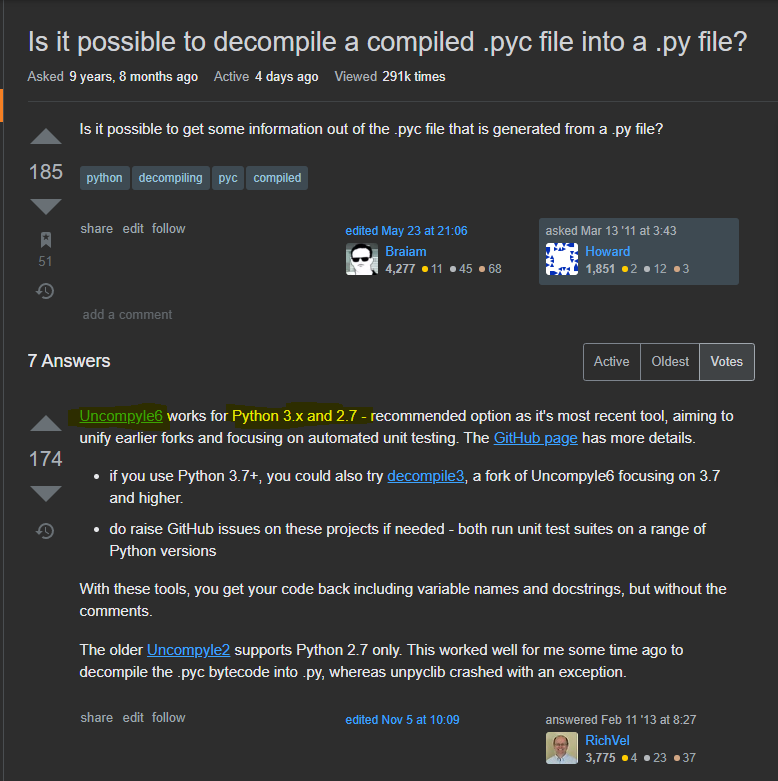 Is it possible to decompile a compiled .pyc file into a .py file?
Asked 9 years, 8 months ago Active 4 days ago Viewed 291k times
Is it possible to get some information out of the .pyc file that is generated from a .py file?
185
python decompiling pyc compiled
share edit follow
edited May 23 at 21:06
Braiam
4,277 11 45 68
asked Mar 13 '11 at 3:43
Howard
1,851 2 12 3
51
add a comment
7 Answers
Active Oldest Votes
Uncompyle6 works for Python 3.x and 2.7 - recommended option as it's most recent tool, aiming to
unify earlier forks and focusing on automated unit testing. The GitHub page has more details.
174
• if you use Python 3.7+, you could also try decompile3, a fork of Uncompyle6 focusing on 3.7
and higher.
• do raise GitHub issues on these projects if needed - both run unit test suites on a range of
Python versions
With these tools, you get your code back including variable names and docstrings, but without the
comments.
The older Uncompyle2 supports Python 2.7 only. This worked well for me some time ago to
decompile the .pyc bytecode into .py, whereas unpyclib crashed with an exception.
share edit follow
edited Nov 5 at 10:09
answered Feb 11 '13 at 8:27
RichVel
3,775 4 23 37